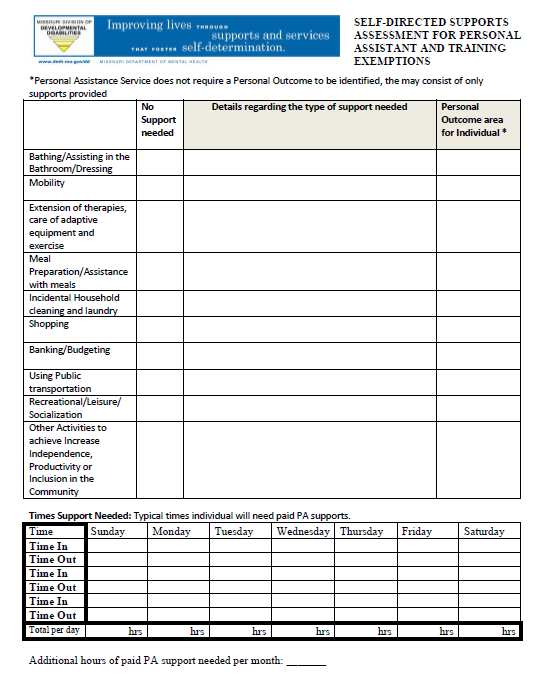 MISSOURI DIVISION OF
DEVELOPMENTAL
DISABILITIES
www.dmh.mo.gov/dd
Improving lives THROUGH
supports and services
THAT FOSTER self-determination.
MISSOURI DEPARTMENT OF MENTAL HEALTH
SELF-DIRECTED SUPPORTS
ASSESSMENT FOR PERSONAL
ASSISTANT AND TRAINING
EXEMPTIONS
*Personal Assistance Service does not require a Personal Outcome to be identified, the may consist of only
supports provided
No
Support
needed
Details regarding the type of support needed
Personal
Outcome area
for Individual *
Bathing/Assisting in the
Bathroom/Dressing
Mobility
Extension of therapies,
care of adaptive
equipment and
exercise
Meal
Preparation/Assistance
with meals
Incidental Household
cleaning and laundry
Shopping
Banking/Budgeting
Using Public
transportation
Recreational/Leisure/
Socialization
Other Activities to
achieve Increase
Independence,
Productivity or
Inclusion in the
Community
Times Support Needed: Typical times individual will need paid PA supports.
Time Sunday Monday Tuesday Wednesday Thursday Friday Saturday
Time In
Time Out
Time In
Time Out
Time In
Time Out
Total per day hrs hrs hrs hrs hrs hrs hrs
Additional hours of paid PA support needed per month: _______